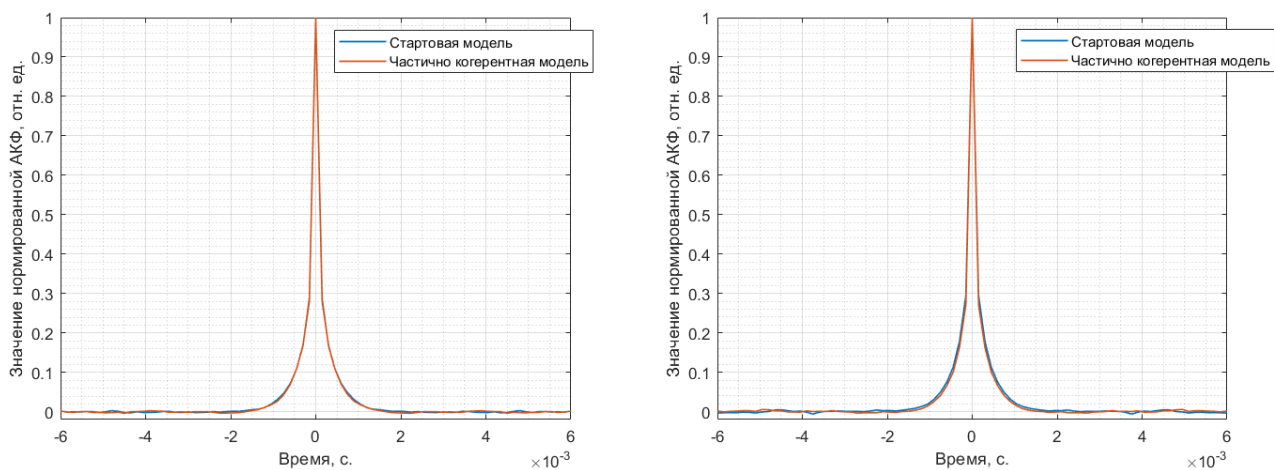 Значение нормированной АКФ, отн. ед.
1
0.9
0.8
0.7
0.6
0.5
0.4
0.3
0.2
0.1
0
Стартовая модель
Частично когерентная модель
-6 -4 -2 0 2 4 6
Время, с.
×10⁻³
Значение нормированной АКФ, отн. ед.
1
0.9
0.8
0.7
0.6
0.5
0.4
0.3
0.2
0.1
0
Стартовая модель
Частично когерентная модель
-6 -4 -2 0 2 4 6
Время, с.
×10⁻³